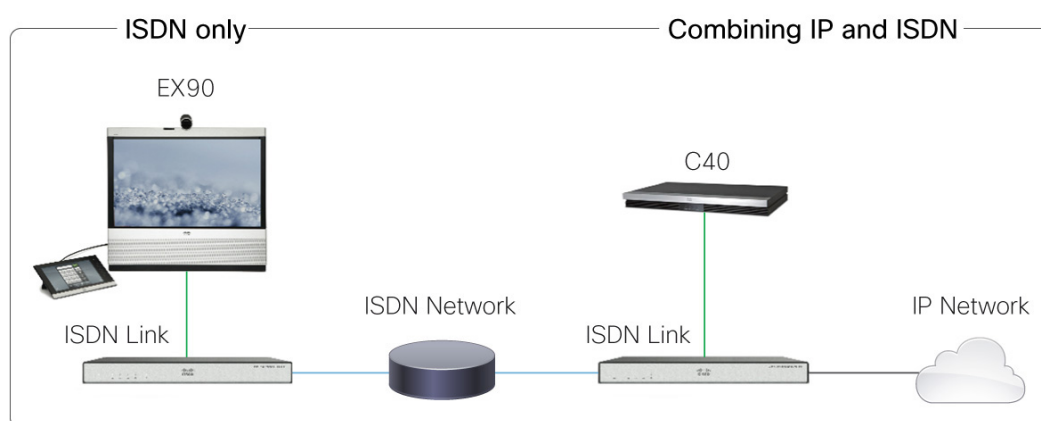 ISDN only
Combining IP and ISDN
EX90
C40
ISDN Network
IP Network
ISDN Link
ISDN Link